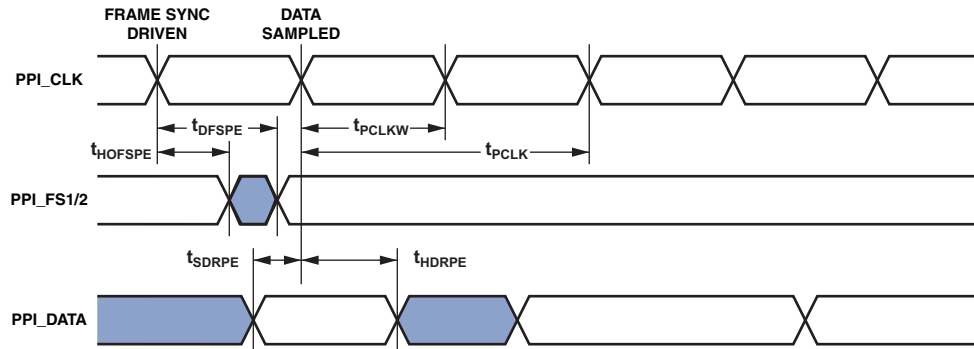 FRAME SYNC
DRIVEN
DATA
SAMPLED
PPI_CLK
tDFSPE
tPCLKW
tHOFSPE
tPCLK
PPI_FS1/2
tSDRPE
tHDRPE
PPI_DATA